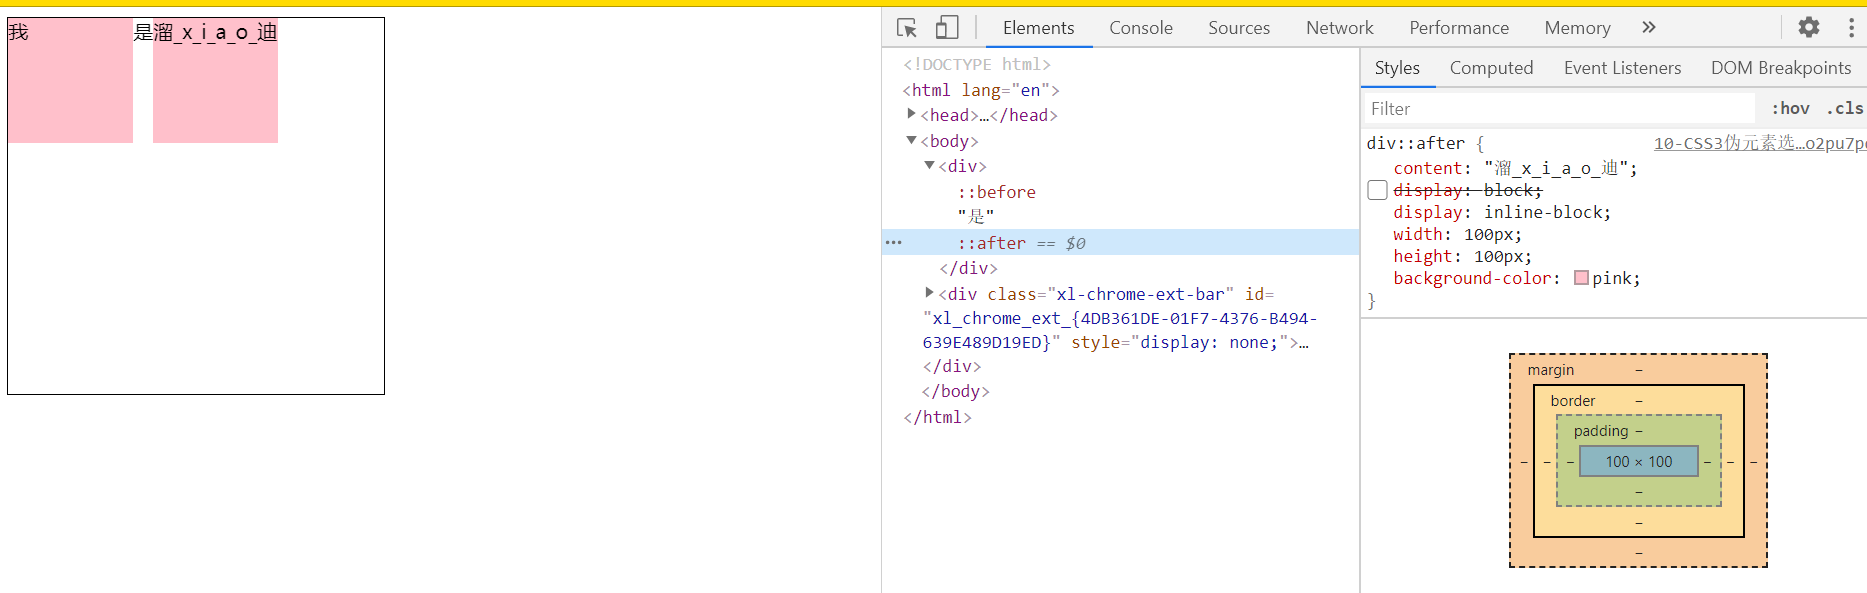 我 是溜_x_i_a_o_迪
Elements Console Sources Network Performance Memory »
<!DOCTYPE html>
<html lang="en">
▶<head>…</head>
▼<body>
▼<div>
::before
"是"
··· ::after == $0
</div>
▶<div class="xl-chrome-ext-bar" id=
"xl_chrome_ext_{4DB361DE-01F7-4376-B494-
639E489D19ED}" style="display: none;">…
</div>
</body>
</html>
Styles Computed Event Listeners DOM Breakpoints
Filter :hov .cls
div::after { 10-CSS3伪元素选…o2pu7p
content: "溜_x_i_a_o_迪";
display: block;
display: inline-block;
width: 100px;
height: 100px;
background-color: pink;
}
margin –
border –
padding –
– – – 100 × 100 – – –
–
–
–